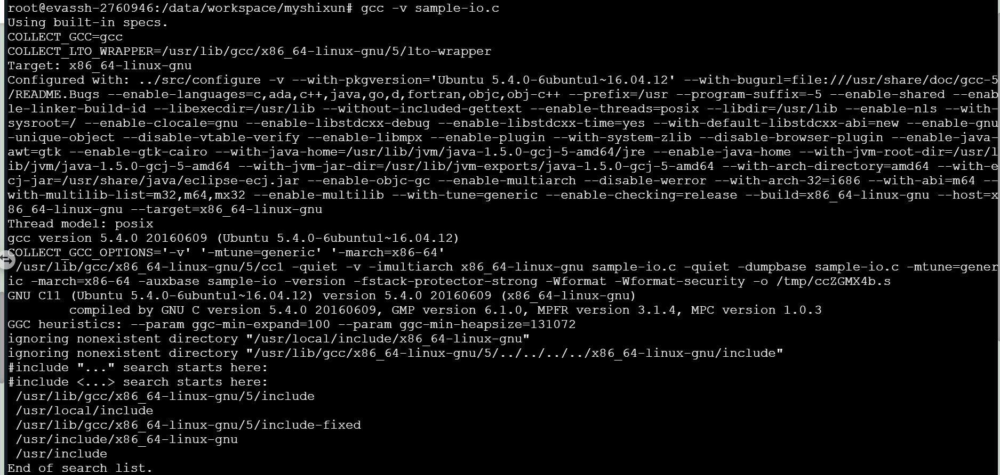 root@evassh-2760946:/data/workspace/myshixun# gcc -v sample-io.c
Using built-in specs.
COLLECT_GCC=gcc
COLLECT_LTO_WRAPPER=/usr/lib/gcc/x86_64-linux-gnu/5/lto-wrapper
Target: x86_64-linux-gnu
Configured with: ../src/configure -v --with-pkgversion='Ubuntu 5.4.0-6ubuntu1~16.04.12' --with-bugurl=file:///usr/share/doc/gcc-5
/README.Bugs --enable-languages=c,ada,c++,java,go,d,fortran,objc,obj-c++ --prefix=/usr --program-suffix=-5 --enable-shared --enab
le-linker-build-id --libexecdir=/usr/lib --without-included-gettext --enable-threads=posix --libdir=/usr/lib --enable-nls --with-
sysroot=/ --enable-clocale=gnu --enable-libstdcxx-debug --enable-libstdcxx-time=yes --with-default-libstdcxx-abi=new --enable-gnu
-unique-object --disable-vtable-verify --enable-libmpx --enable-plugin --with-system-zlib --disable-browser-plugin --enable-java-
awt=gtk --enable-gtk-cairo --with-java-home=/usr/lib/jvm/java-1.5.0-gcj-5-amd64/jre --enable-java-home --with-jvm-root-dir=/usr/l
ib/jvm/java-1.5.0-gcj-5-amd64 --with-jvm-jar-dir=/usr/lib/jvm-exports/java-1.5.0-gcj-5-amd64 --with-arch-directory=amd64 --with-e
cj-jar=/usr/share/java/eclipse-ecj.jar --enable-objc-gc --enable-multiarch --disable-werror --with-arch-32=i686 --with-abi=m64 --
with-multilib-list=m32,m64,mx32 --enable-multilib --with-tune=generic --enable-checking=release --build=x86_64-linux-gnu --host=x
86_64-linux-gnu --target=x86_64-linux-gnu
Thread model: posix
gcc version 5.4.0 20160609 (Ubuntu 5.4.0-6ubuntu1~16.04.12)
COLLECT_GCC_OPTIONS='-v' '-mtune=generic' '-march=x86-64'
/usr/lib/gcc/x86_64-linux-gnu/5/cc1 -quiet -v -imultiarch x86_64-linux-gnu sample-io.c -quiet -dumpbase sample-io.c -mtune=gener
ic -march=x86-64 -auxbase sample-io -version -fstack-protector-strong -Wformat -Wformat-security -o /tmp/ccZGMX4b.s
GNU C11 (Ubuntu 5.4.0-6ubuntu1~16.04.12) version 5.4.0 20160609 (x86_64-linux-gnu)
compiled by GNU C version 5.4.0 20160609, GMP version 6.1.0, MPFR version 3.1.4, MPC version 1.0.3
GGC heuristics: --param ggc-min-expand=100 --param ggc-min-heapsize=131072
ignoring nonexistent directory "/usr/local/include/x86_64-linux-gnu"
ignoring nonexistent directory "/usr/lib/gcc/x86_64-linux-gnu/5/../../../../x86_64-linux-gnu/include"
#include "..." search starts here:
#include <...> search starts here:
/usr/lib/gcc/x86_64-linux-gnu/5/include
/usr/local/include
/usr/lib/gcc/x86_64-linux-gnu/5/include-fixed
/usr/include/x86_64-linux-gnu
/usr/include
End of search list.